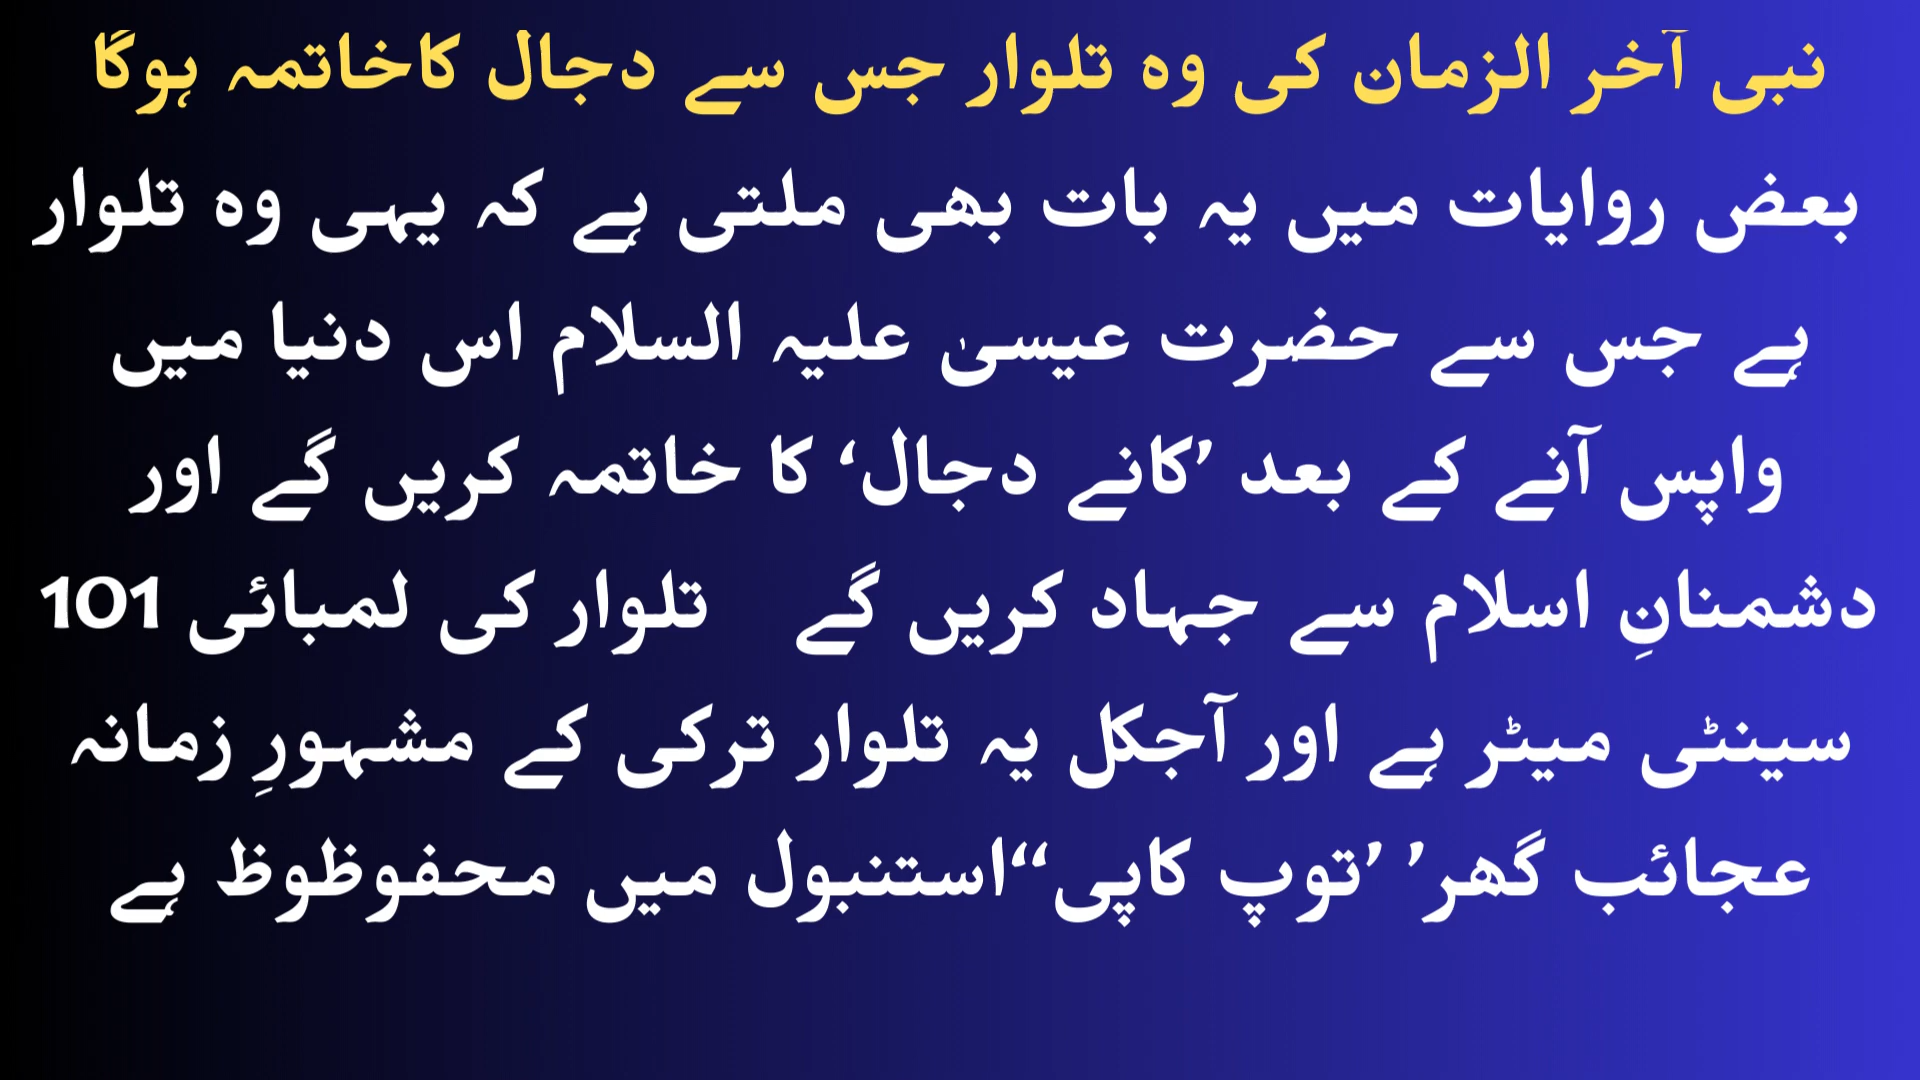 نبی آخر الزمان کی وہ تلوار جس سے دجال کاخاتمہ ہوگا
بعض روایات میں یہ بات بھی ملتی ہے کہ یہی وہ تلوار
ہے جس سے حضرت عیسیٰ علیہ السلام اس دنیا میں
واپس آنے کے بعد ’کانے دجال‘ کا خاتمہ کریں گے اور
دشمنانِ اسلام سے جہاد کریں گے   تلوار کی لمبائی 101
سینٹی میٹر ہے اور آجکل یہ تلوار ترکی کے مشہورِ زمانہ
عجائب گھر’ ’توپ کاپی“استنبول میں محفوظوظ ہے